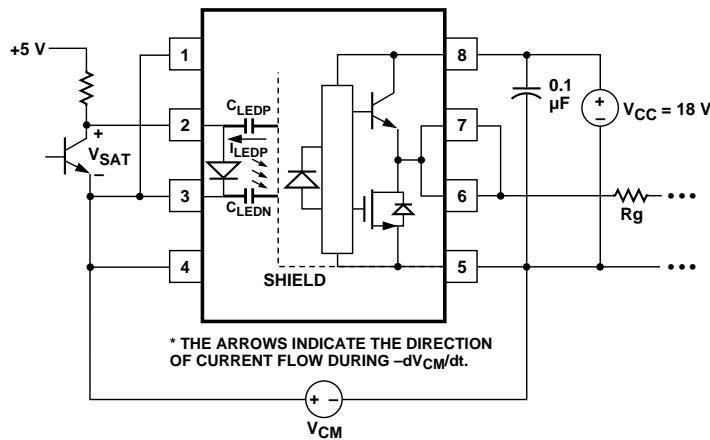 +5 V
1
8
C_LEDP
0.1
µF
V_CC = 18 V
2
7
+
V_SAT
–
I_LEDP
+
–
3
C_LEDN
6
Rg
•••
4
SHIELD
5
•••
* THE ARROWS INDICATE THE DIRECTION
OF CURRENT FLOW DURING –dV_CM/dt.
+ –
V_CM